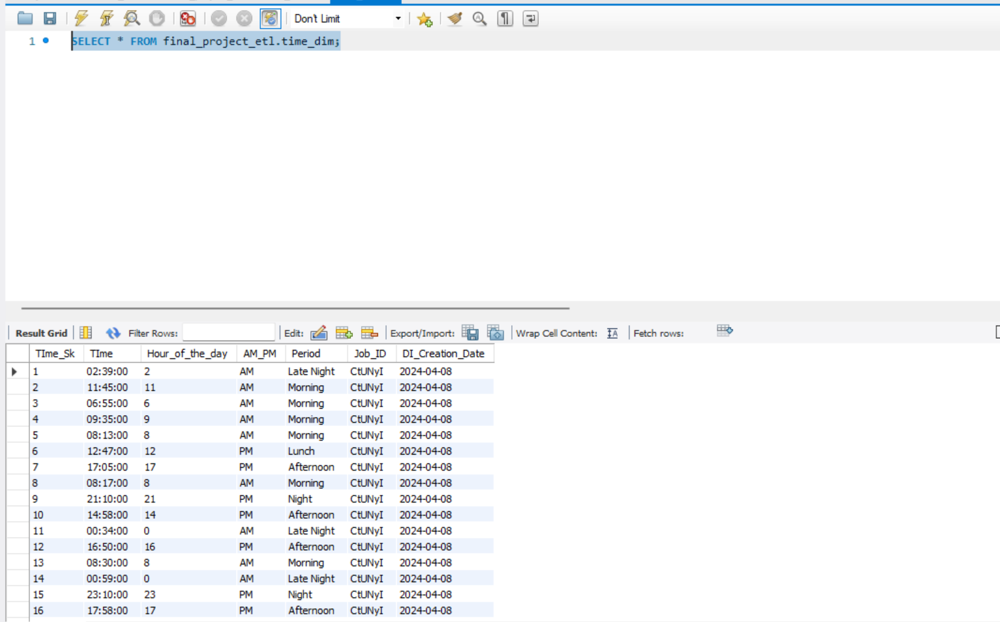 Don't Limit
1 SELECT * FROM final_project_etl.time_dim;
Result Grid Filter Rows: Edit: Export/Import: Wrap Cell Content: Fetch rows:
TIme_Sk TIme Hour_of_the_day AM_PM Period Job_ID DI_Creation_Date
1 02:39:00 2 AM Late Night CtUNyI 2024-04-08
2 11:45:00 11 AM Morning CtUNyI 2024-04-08
3 06:55:00 6 AM Morning CtUNyI 2024-04-08
4 09:35:00 9 AM Morning CtUNyI 2024-04-08
5 08:13:00 8 AM Morning CtUNyI 2024-04-08
6 12:47:00 12 PM Lunch CtUNyI 2024-04-08
7 17:05:00 17 PM Afternoon CtUNyI 2024-04-08
8 08:17:00 8 AM Morning CtUNyI 2024-04-08
9 21:10:00 21 PM Night CtUNyI 2024-04-08
10 14:58:00 14 PM Afternoon CtUNyI 2024-04-08
11 00:34:00 0 AM Late Night CtUNyI 2024-04-08
12 16:50:00 16 PM Afternoon CtUNyI 2024-04-08
13 08:30:00 8 AM Morning CtUNyI 2024-04-08
14 00:59:00 0 AM Late Night CtUNyI 2024-04-08
15 23:10:00 23 PM Night CtUNyI 2024-04-08
16 17:58:00 17 PM Afternoon CtUNyI 2024-04-08